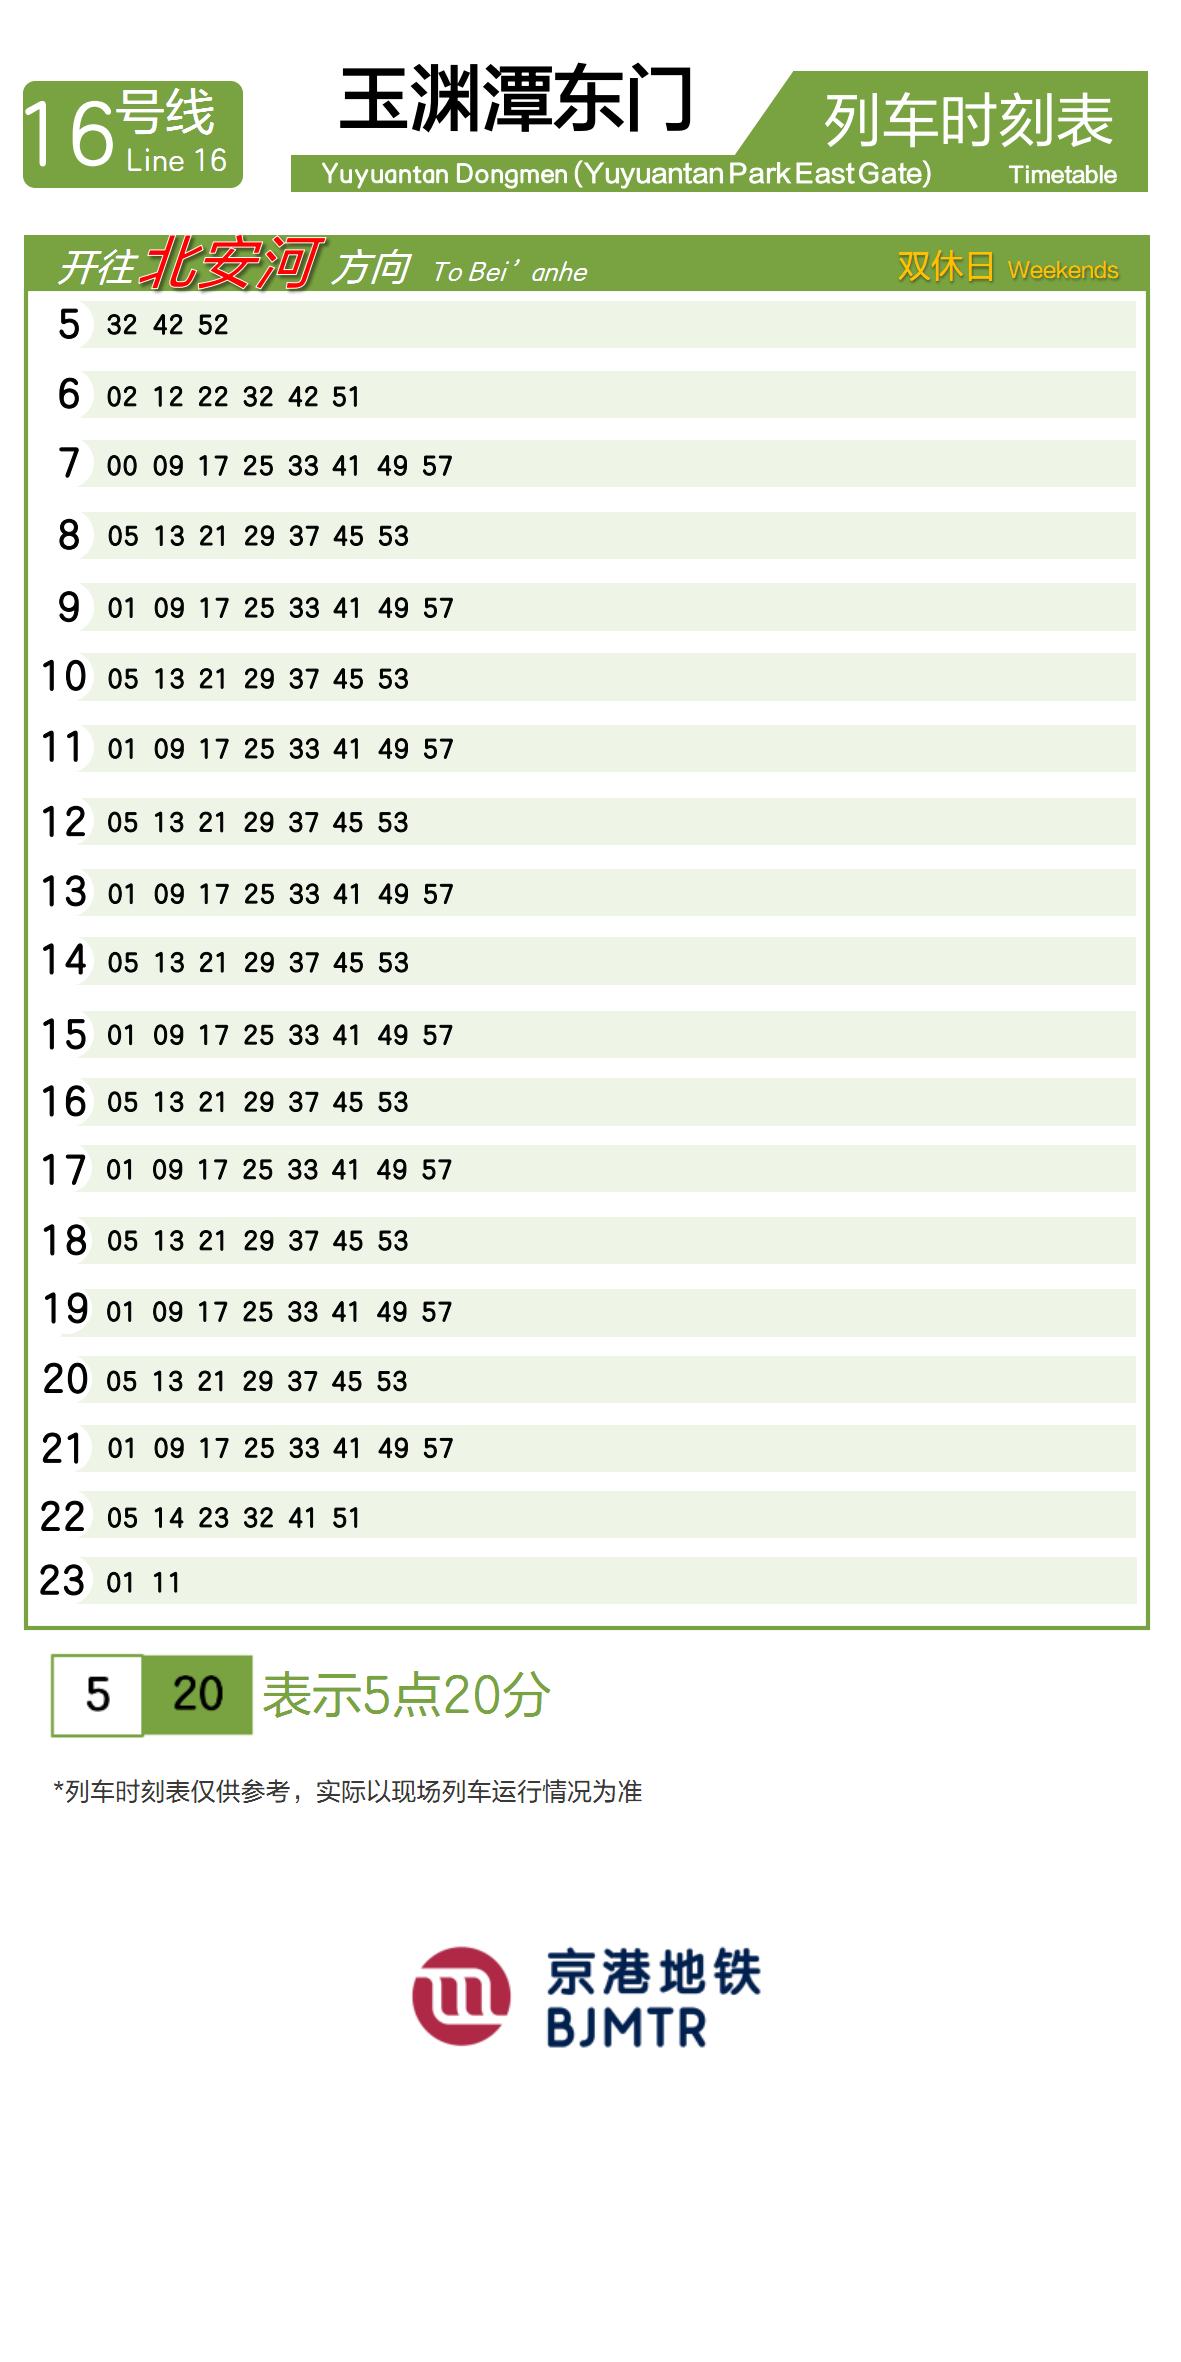 16号线
Line 16
玉渊潭东门
列车时刻表
Yuyuantan Dongmen (Yuyuantan Park East Gate)
Timetable
开往北安河方向 To Bei’anhe 双休日 Weekends
5 32 42 52
6 02 12 22 32 42 51
7 00 09 17 25 33 41 49 57
8 05 13 21 29 37 45 53
9 01 09 17 25 33 41 49 57
10 05 13 21 29 37 45 53
11 01 09 17 25 33 41 49 57
12 05 13 21 29 37 45 53
13 01 09 17 25 33 41 49 57
14 05 13 21 29 37 45 53
15 01 09 17 25 33 41 49 57
16 05 13 21 29 37 45 53
17 01 09 17 25 33 41 49 57
18 05 13 21 29 37 45 53
19 01 09 17 25 33 41 49 57
20 05 13 21 29 37 45 53
21 01 09 17 25 33 41 49 57
22 05 14 23 32 41 51
23 01 11
5 20 表示5点20分
*列车时刻表仅供参考，实际以现场列车运行情况为准
京港地铁
BJMTR